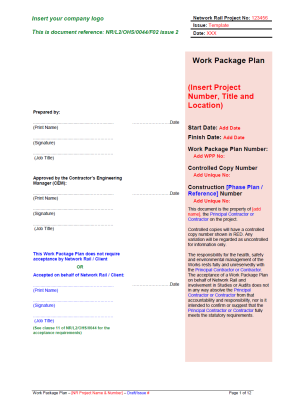 Insert your company logo
This is document reference: NR/L2/OHS/0044/F02 issue 2
Network Rail Project No: 123456
Issue: Template
Date: XXX
Work Package Plan
(Insert Project
Number, Title and
Location)
Start Date: Add Date
Finish Date: Add Date
Work Package Plan Number:
Add WPP No:
Controlled Copy Number
Add Unique No:
Construction [Phase Plan /
Reference] Number
Add Unique No:
This document is the property of [add
name], the Principal Contractor or
Contractor on the project.
Controlled copies will have a controlled
copy number shown in RED. Any
variation will be regarded as uncontrolled
for information only.
The responsibility for the health, safety
and environmental management of the
Works rests fully and unreservedly with
the Principal Contractor or Contractor.
The acceptance of a Work Package Plan
on behalf of Network Rail and
involvement in Studies or Audits does not
in any way absolve the Principal
Contractor or Contractor from that
accountability and responsibility, nor is it
intended to confirm or suggest that the
Principal Contractor or Contractor fully
meets the statutory requirements.
Prepared by:
Date
(Print Name)
(Signature)
(Job Title)
Approved by the Contractor's Engineering
Manager (CEM):
Date
(Print Name)
(Signature)
(Job Title)
This Work Package Plan does not require
acceptance by Network Rail / Client
OR
Accepted on behalf of Network Rail / Client:
Date
(Print Name)
(Signature)
(Job Title)
(See clause 11 of NR/L2/OHS/0044 for the
acceptance requirements)
Work Package Plan – [NR Project Name & Number] – Draft/Issue #
Page 1 of 12